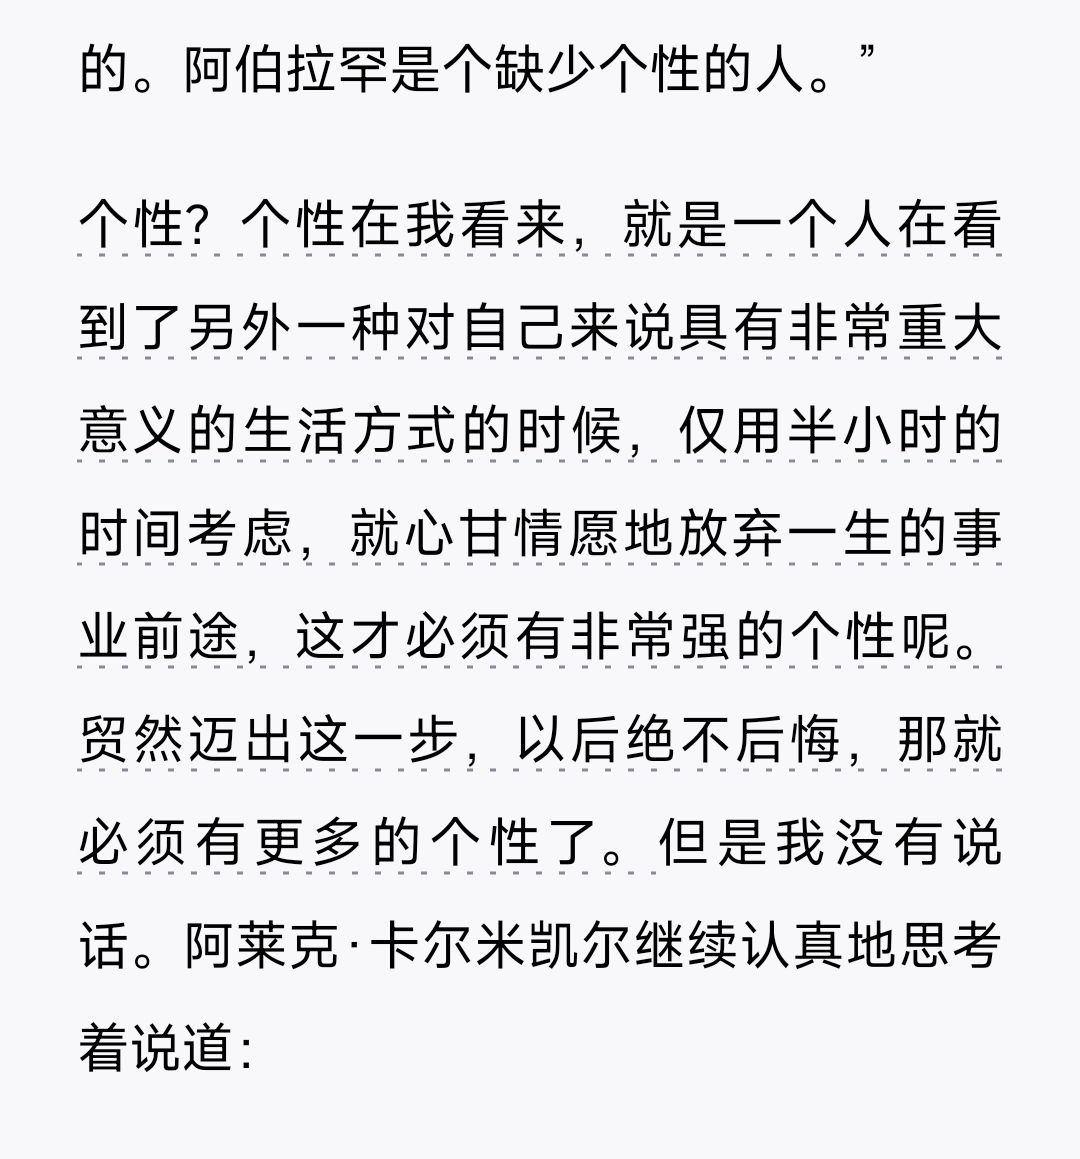 的。阿伯拉罕是个缺少个性的人。”
个性？个性在我看来，就是一个人在看
到了另外一种对自己来说具有非常重大
意义的生活方式的时候，仅用半小时的
时间考虑，就心甘情愿地放弃一生的事
业前途，这才必须有非常强的个性呢。
贸然迈出这一步，以后绝不后悔，那就
必须有更多的个性了。但是我没有说
话。阿莱克·卡尔米凯尔继续认真地思考
着说道：